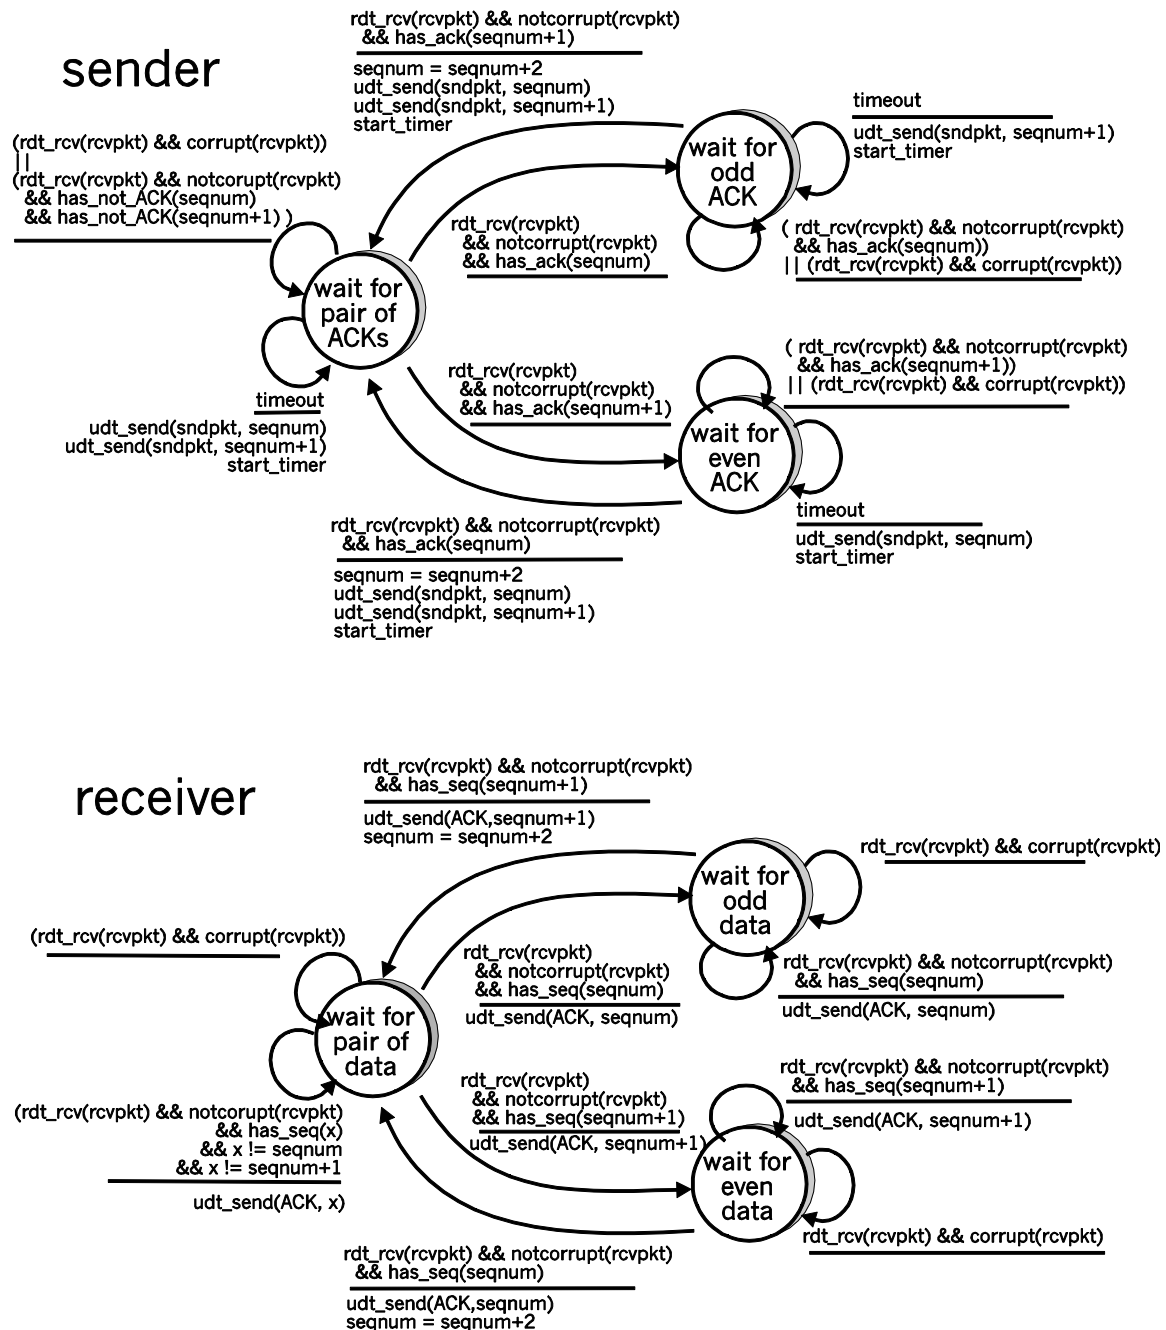 rdt_rcv(rcvpkt) && notcorrupt(rcvpkt)
&& has_ack(seqnum+1)
seqnum = seqnum+2
udt_send(sndpkt, seqnum)
udt_send(sndpkt, seqnum+1)
start_timer
sender
(rdt_rcv(rcvpkt) && corrupt(rcvpkt))
||
(rdt_rcv(rcvpkt) && notcorupt(rcvpkt)
&& has_not_ACK(seqnum)
&& has_not_ACK(seqnum+1) )
wait for
odd
ACK
timeout
udt_send(sndpkt, seqnum+1)
start_timer
rdt_rcv(rcvpkt)
&& notcorrupt(rcvpkt)
&& has_ack(seqnum)
( rdt_rcv(rcvpkt) && notcorrupt(rcvpkt)
&& has_ack(seqnum))
|| (rdt_rcv(rcvpkt) && corrupt(rcvpkt))
wait for
pair of
ACKs
timeout
udt_send(sndpkt, seqnum)
udt_send(sndpkt, seqnum+1)
start_timer
rdt_rcv(rcvpkt)
&& notcorrupt(rcvpkt)
&& has_ack(seqnum+1)
( rdt_rcv(rcvpkt) && notcorrupt(rcvpkt)
&& has_ack(seqnum+1))
|| (rdt_rcv(rcvpkt) && corrupt(rcvpkt))
wait for
even
ACK
timeout
udt_send(sndpkt, seqnum)
start_timer
rdt_rcv(rcvpkt) && notcorrupt(rcvpkt)
&& has_ack(seqnum)
seqnum = seqnum+2
udt_send(sndpkt, seqnum)
udt_send(sndpkt, seqnum+1)
start_timer
receiver
rdt_rcv(rcvpkt) && notcorrupt(rcvpkt)
&& has_seq(seqnum+1)
udt_send(ACK,seqnum+1)
seqnum = seqnum+2
wait for
odd
data
rdt_rcv(rcvpkt) && corrupt(rcvpkt)
(rdt_rcv(rcvpkt) && corrupt(rcvpkt))
rdt_rcv(rcvpkt)
&& notcorrupt(rcvpkt)
&& has_seq(seqnum)
udt_send(ACK, seqnum)
rdt_rcv(rcvpkt) && notcorrupt(rcvpkt)
&& has_seq(seqnum)
udt_send(ACK, seqnum)
wait for
pair of
data
(rdt_rcv(rcvpkt) && notcorupt(rcvpkt)
&& has_seq(x)
&& x != seqnum
&& x != seqnum+1
udt_send(ACK, x)
rdt_rcv(rcvpkt)
&& notcorrupt(rcvpkt)
&& has_seq(seqnum+1)
udt_send(ACK, seqnum+1)
rdt_rcv(rcvpkt) && notcorrupt(rcvpkt)
&& has_seq(seqnum+1)
udt_send(ACK, seqnum+1)
wait for
even
data
rdt_rcv(rcvpkt) && corrupt(rcvpkt)
rdt_rcv(rcvpkt) && notcorrupt(rcvpkt)
&& has_seq(seqnum)
udt_send(ACK,seqnum)
seqnum = seqnum+2